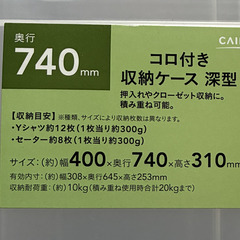 奥行
740mm
CAI
コロ付き
収納ケース 深型
押入れやクローゼット収納に。
積み重ね可能。
【収納目安】※種類、サイズにより収納枚数は異なります。
・Yシャツ約12枚(1枚当り約300g)
・セーター約8枚(1枚当り約300g)
サイズ:(約)幅400×奥行740×高さ310mm
有効内寸:(約)幅308×奥行645×高さ253mm
収納耐荷重:(約)10kg(積み重ね使用時合計20kgまで)